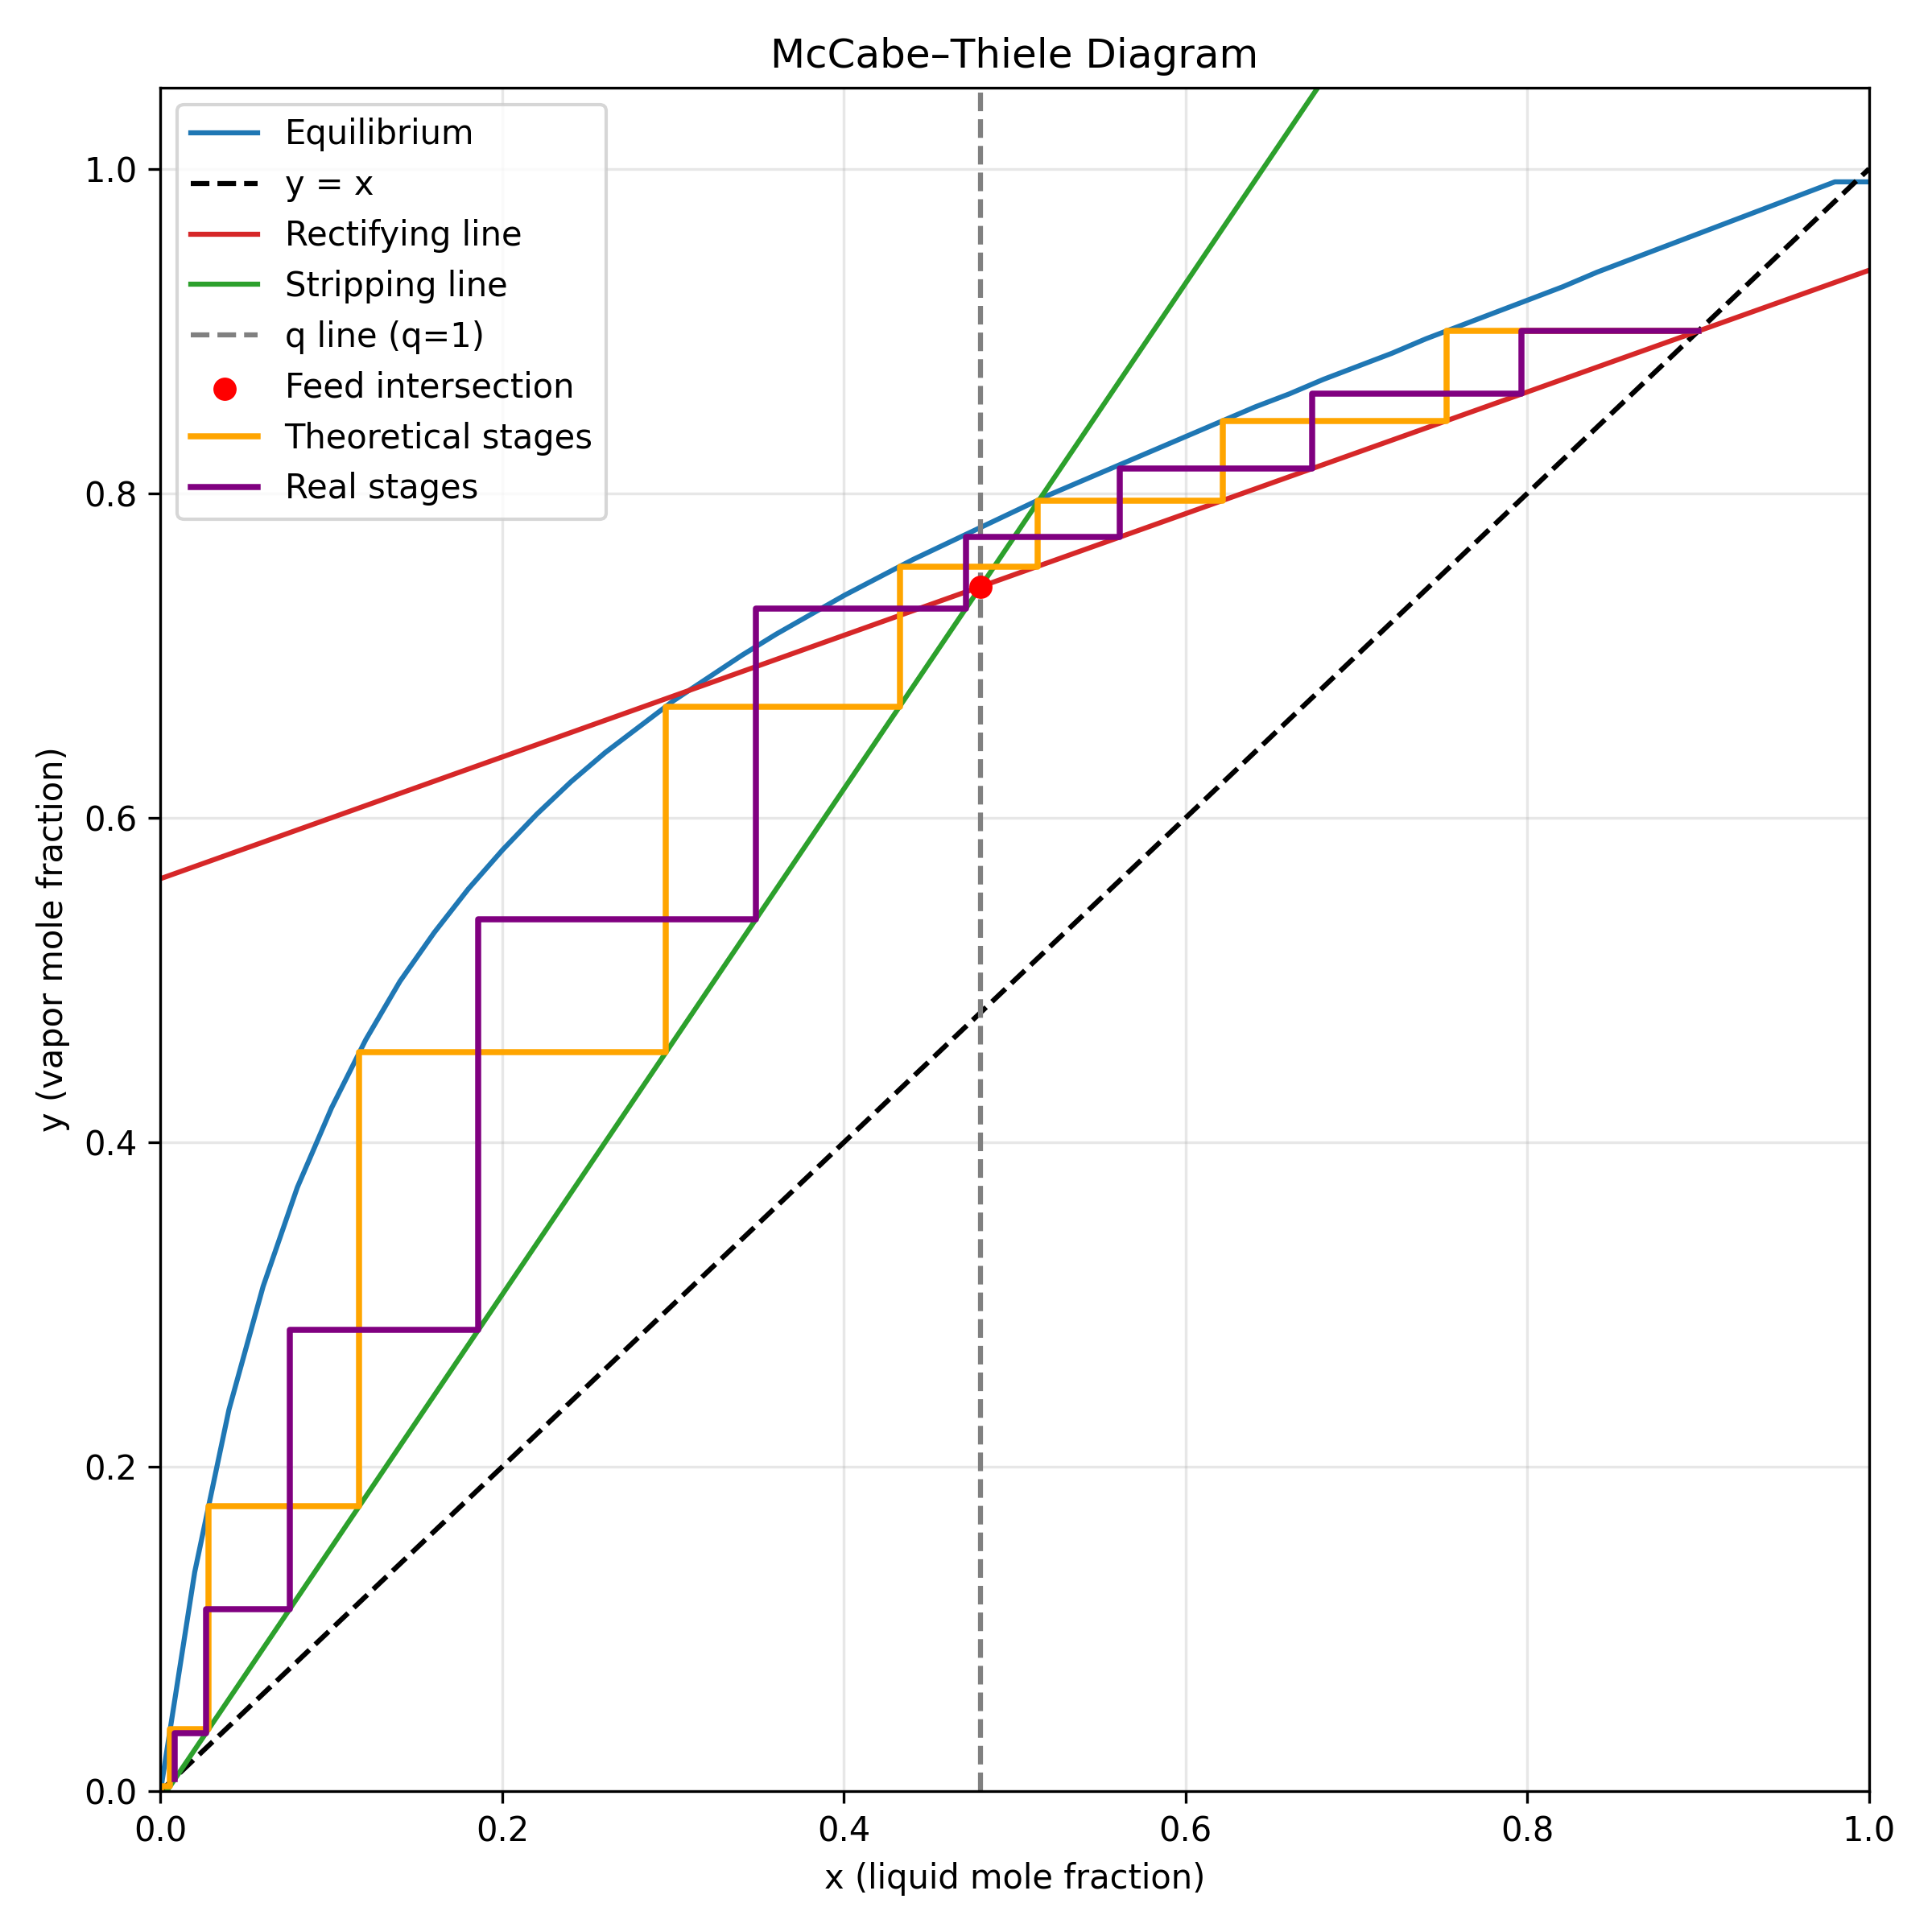 McCabe–Thiele Diagram
Equilibrium
y = x
Rectifying line
Stripping line
q line (q=1)
Feed intersection
Theoretical stages
Real stages
1.0
0.8
0.6
0.4
0.2
0.0
y (vapor mole fraction)
0.0 0.2 0.4 0.6 0.8 1.0
x (liquid mole fraction)